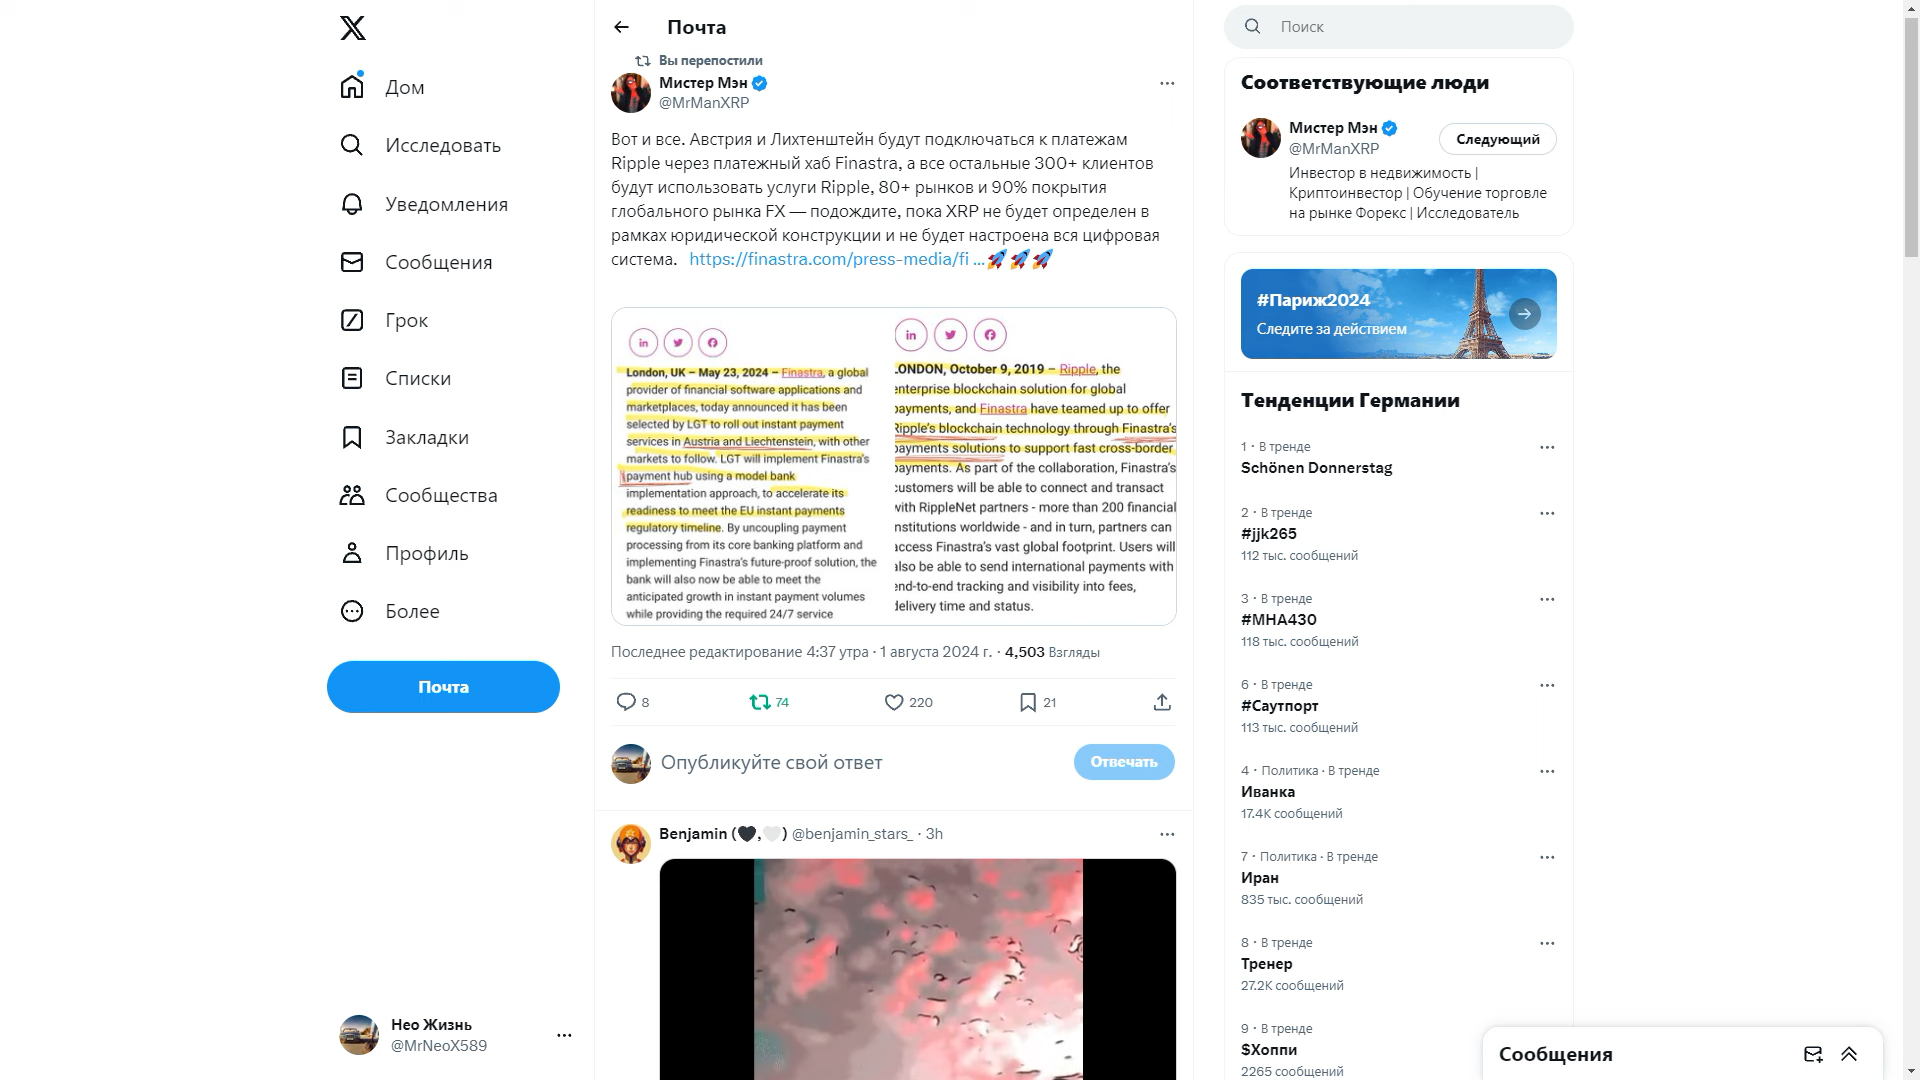 Дом
Исследовать
Уведомления
Сообщения
Грок
Списки
Закладки
Сообщества
Профиль
Более
Почта
Нео Жизнь
@MrNeoX589
Почта
Вы перепостили
Мистер Мэн
@MrManXRP
Вот и все. Австрия и Лихтенштейн будут подключаться к платежам
Ripple через платежный хаб Finastra, а все остальные 300+ клиентов
будут использовать услуги Ripple, 80+ рынков и 90% покрытия
глобального рынка FX — подождите, пока XRP не будет определен в
рамках юридической конструкции и не будет настроена вся цифровая
система. https://finastra.com/press-media/fi ...🚀🚀🚀
London, UK – May 23, 2024 – Finastra, a global
provider of financial software applications and
marketplaces, today announced it has been
selected by LGT to roll out instant payment
services in Austria and Liechtenstein, with other
markets to follow. LGT will implement Finastra's
payment hub using a model bank
implementation approach, to accelerate its
readiness to meet the EU instant payments
regulatory timeline. By uncoupling payment
processing from its core banking platform and
implementing Finastra's future-proof solution, the
bank will also now be able to meet the
anticipated growth in instant payment volumes
while providing the required 24/7 service
LONDON, October 9, 2019 – Ripple, the
enterprise blockchain solution for global
payments, and Finastra have teamed up to offer
Ripple's blockchain technology through Finastra's
payments solutions to support fast cross-border
payments. As part of the collaboration, Finastra's
customers will be able to connect and transact
with RippleNet partners - more than 200 financial
institutions worldwide - and in turn, partners can
access Finastra's vast global footprint. Users will
also be able to send international payments with
end-to-end tracking and visibility into fees,
delivery time and status.
Последнее редактирование 4:37 утра · 1 августа 2024 г. · 4,503 Взгляды
8
74
220
21
Опубликуйте свой ответ
Отвечать
Benjamin (🖤,🤍) @benjamin_stars_ · 3h
Поиск
Соответствующие люди
Мистер Мэн
@MrManXRP
Следующий
Инвестор в недвижимость |
Криптоинвестор | Обучение торговле
на рынке Форекс | Исследователь
#Париж2024
Следите за действием
Тенденции Германии
1 · В тренде
Schönen Donnerstag
2 · В тренде
#jjk265
112 тыс. сообщений
3 · В тренде
#MHA430
118 тыс. сообщений
6 · В тренде
#Саутпорт
113 тыс. сообщений
4 · Политика · В тренде
Иванка
17.4K сообщений
7 · Политика · В тренде
Иран
835 тыс. сообщений
8 · В тренде
Тренер
27.2K сообщений
9 · В тренде
$Хоппи
2265 сообщений
Сообщения